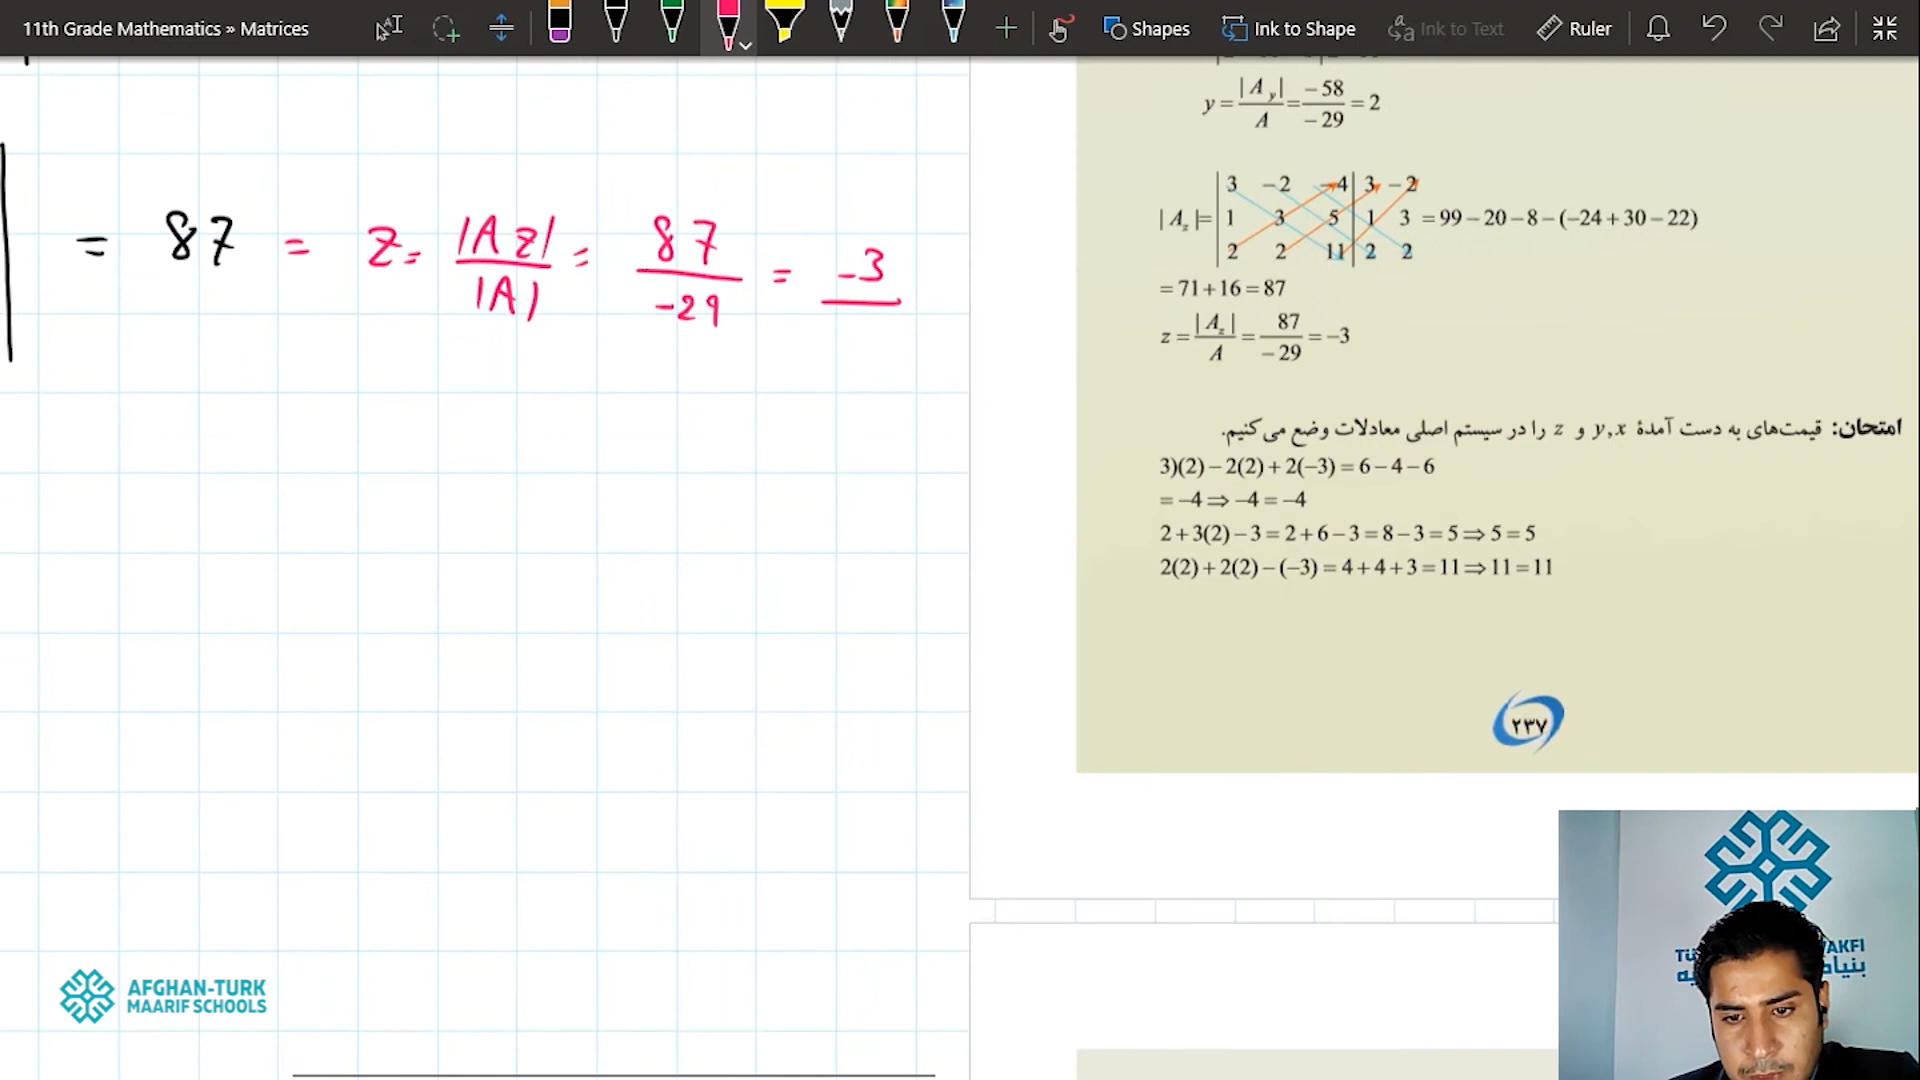 11th Grade Mathematics » Matrices
Shapes
Ink to Shape
Ink to Text
Ruler
= 87 = z = |Az| / |A| = 87 / -29 = -3
y = |A_y| / A = -58 / -29 = 2
|A_z| = | 3 -2 -4 | 3 -2
1 3 5 | 1 3 = 99 - 20 - 8 - (-24 + 30 - 22)
2 2 11 | 2 2
= 71 + 16 = 87
z = |A_z| / A = 87 / -29 = -3
امتحان: قیمت‌های به دست آمدهٔ y,x و z را در سیستم اصلی معادلات وضع می‌کنیم.
3)(2) - 2(2) + 2(-3) = 6 - 4 - 6
= -4 ⇒ -4 = -4
2 + 3(2) - 3 = 2 + 6 - 3 = 8 - 3 = 5 ⇒ 5 = 5
2(2) + 2(2) - (-3) = 4 + 4 + 3 = 11 ⇒ 11 = 11
۲۳۷
AFGHAN-TURK
MAARIF SCHOOLS